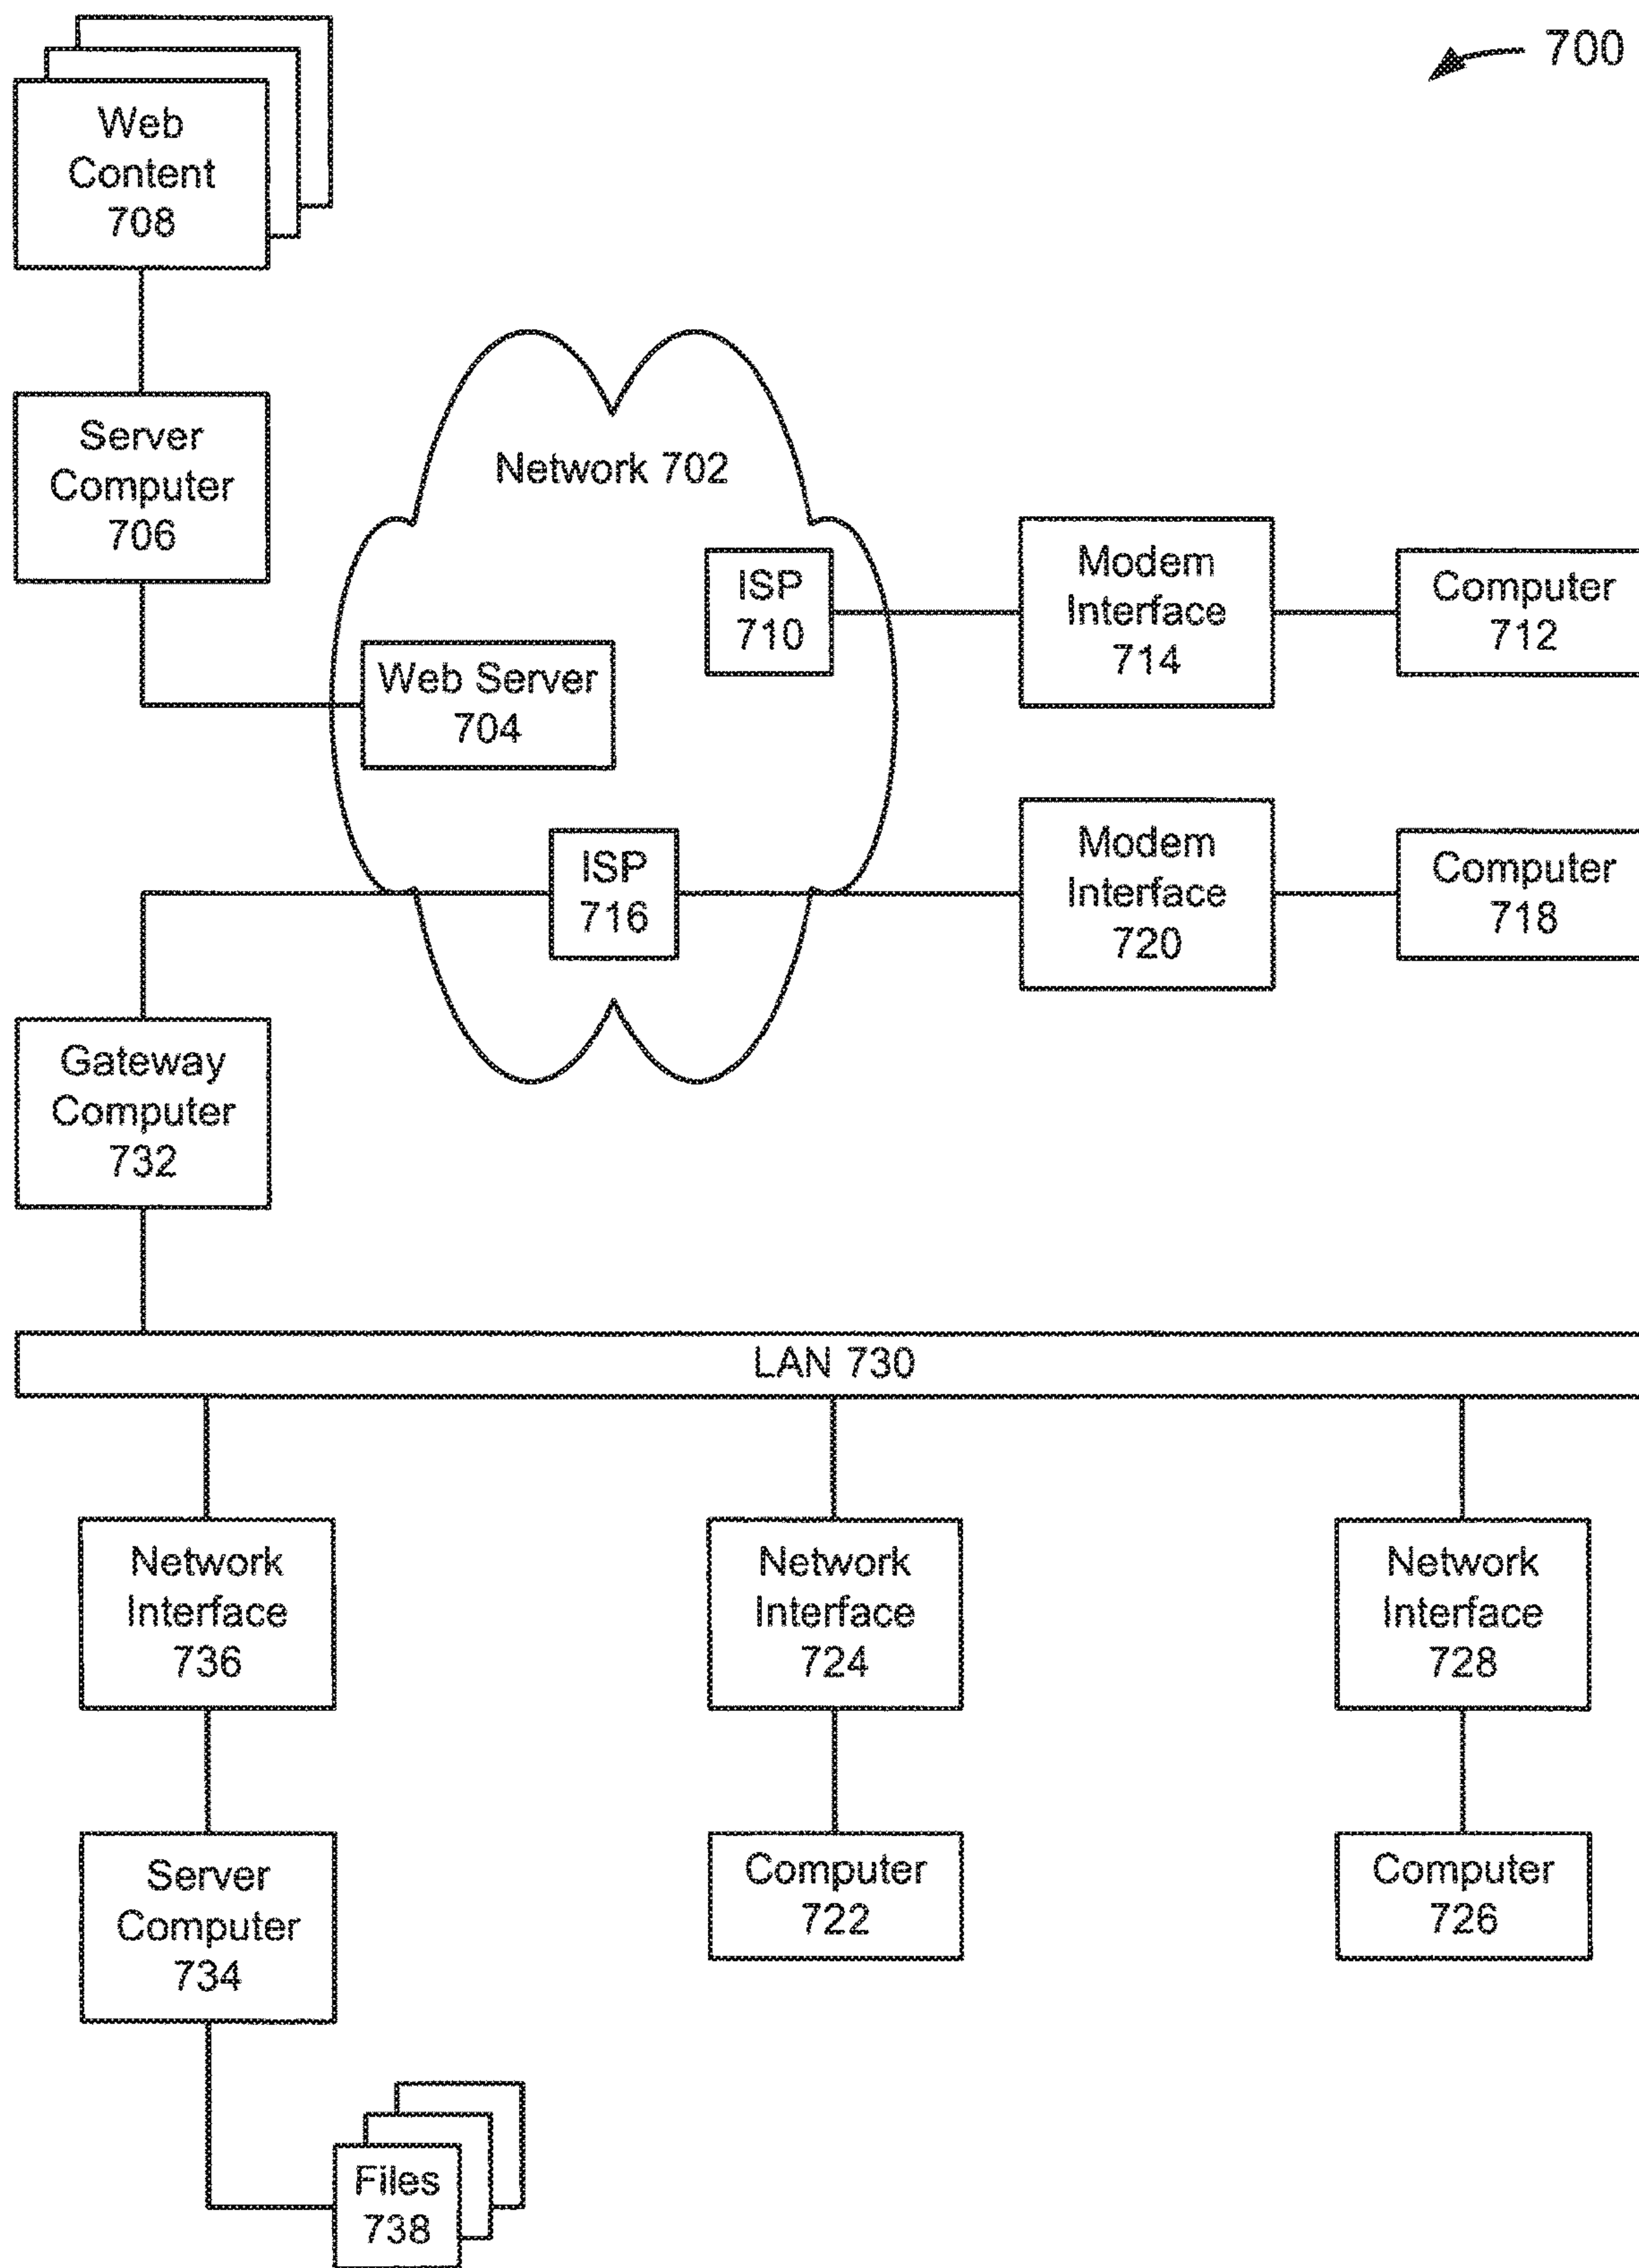 700
Web
Content
708
Server
Computer
706
Network 702
ISP
710
Modem
Interface
714
Computer
712
Web Server
704
ISP
716
Modem
Interface
720
Computer
718
Gateway
Computer
732
LAN 730
Network
Interface
736
Network
Interface
724
Network
Interface
728
Server
Computer
734
Computer
722
Computer
726
Files
738